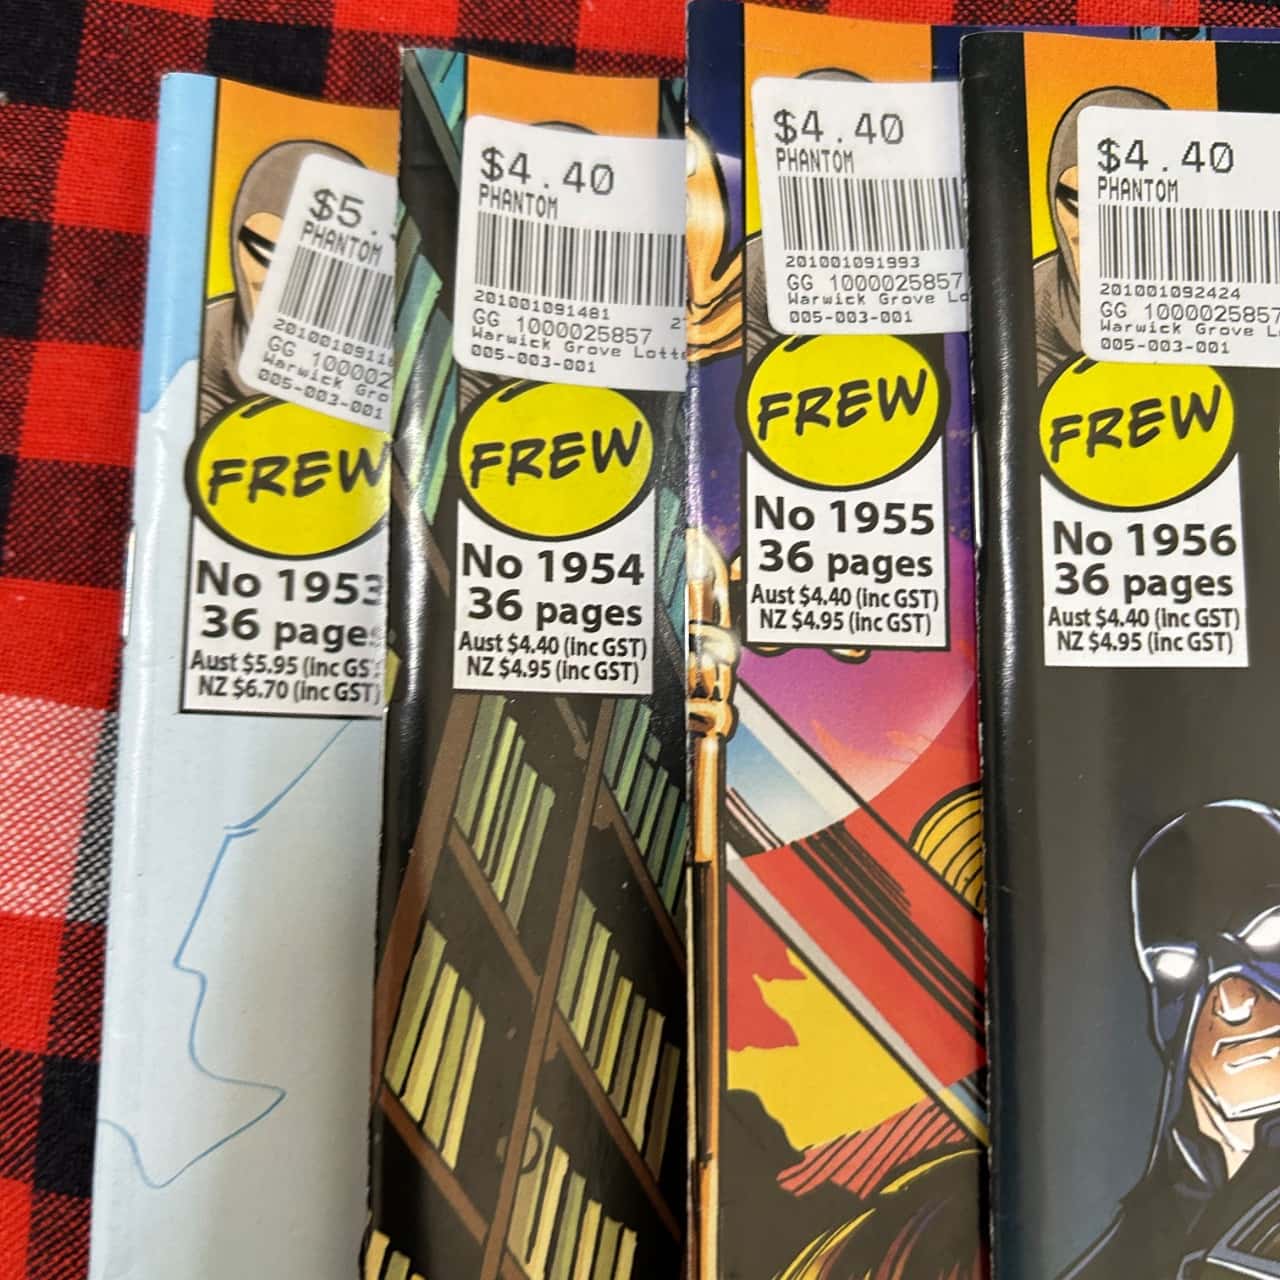 $5.
PHANTOM
GG 100002
Warwick Gro
005-003-001
FREW
No 1953
36 pages
Aust $5.95 (inc GST
NZ $6.70 (inc GST)
$4.40
PHANTOM
201001091481
GG 1000025857
Warwick Grove Lotte
005-003-001
FREW
No 1954
36 pages
Aust $4.40 (inc GST)
NZ $4.95 (inc GST)
$4.40
PHANTOM
201001091993
GG 1000025857
Warwick Grove Lo
005-003-001
FREW
No 1955
36 pages
Aust $4.40 (inc GST)
NZ $4.95 (inc GST)
$4.40
PHANTOM
201001092424
GG 1000025857
Warwick Grove L
005-003-001
FREW
No 1956
36 pages
Aust $4.40 (inc GST)
NZ $4.95 (inc GST)